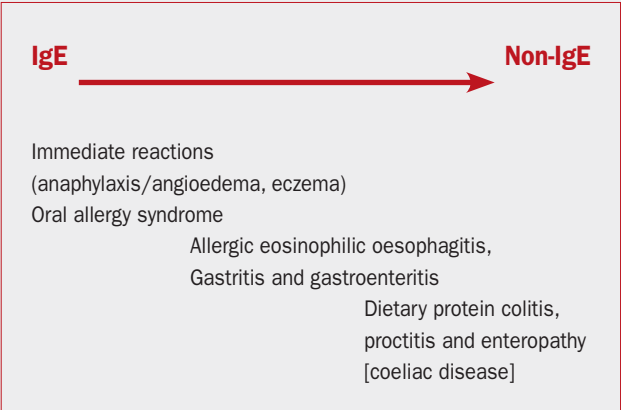 IgE Non-IgE
Immediate reactions
(anaphylaxis/angioedema, eczema)
Oral allergy syndrome
Allergic eosinophilic oesophagitis,
Gastritis and gastroenteritis
Dietary protein colitis,
proctitis and enteropathy
[coeliac disease]